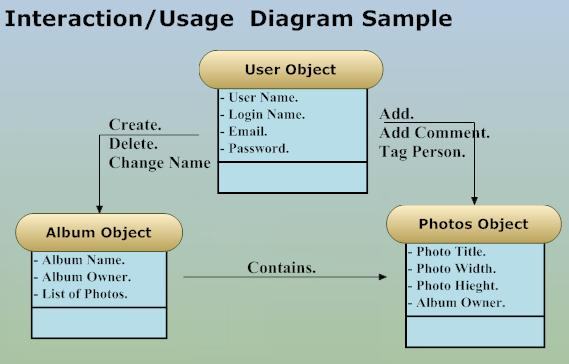 Interaction/Usage Diagram Sample
User Object
- User Name.
- Login Name.
- Email.
- Password.
Create.
Delete.
Change Name
Add.
Add Comment.
Tag Person.
Album Object
- Album Name.
- Album Owner.
- List of Photos.
Contains.
Photos Object
- Photo Title.
- Photo Width.
- Photo Hieght.
- Album Owner.